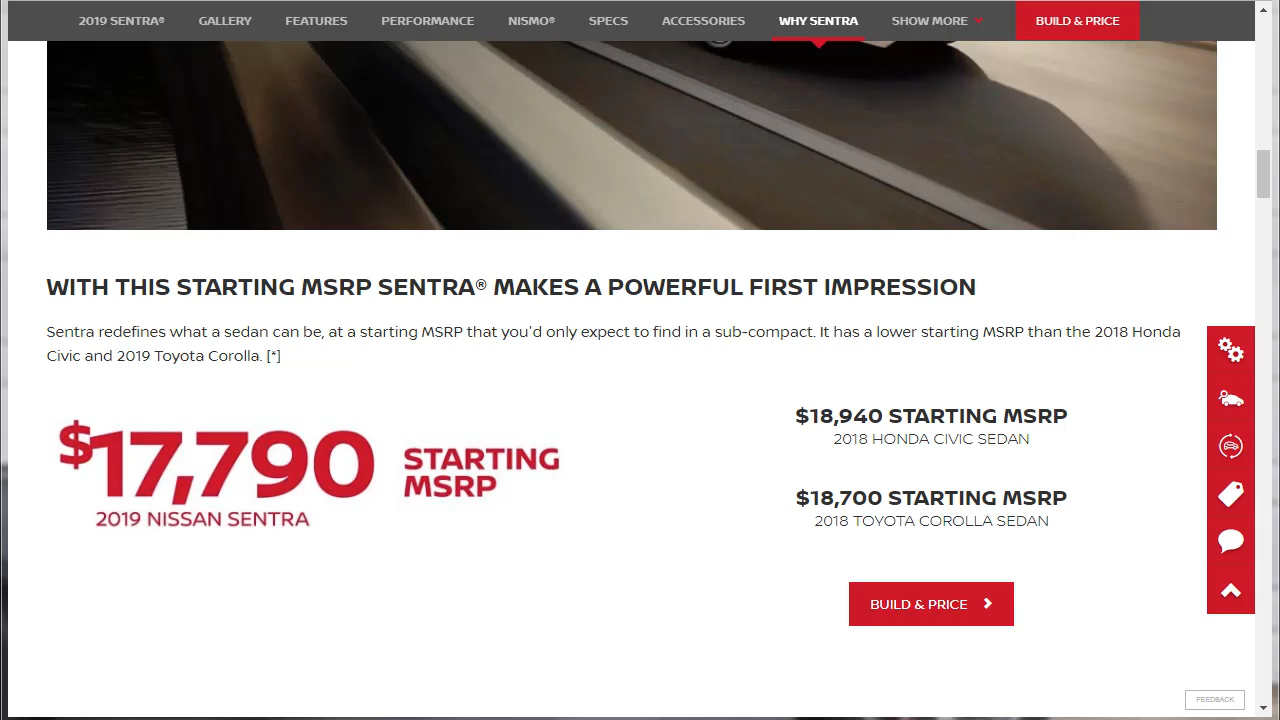 2019 SENTRA® GALLERY FEATURES PERFORMANCE NISMO® SPECS ACCESSORIES WHY SENTRA SHOW MORE BUILD & PRICE
WITH THIS STARTING MSRP SENTRA® MAKES A POWERFUL FIRST IMPRESSION
Sentra redefines what a sedan can be, at a starting MSRP that you'd only expect to find in a sub-compact. It has a lower starting MSRP than the 2018 Honda
Civic and 2019 Toyota Corolla. [*]
$17,790 STARTING
MSRP
2019 NISSAN SENTRA
$18,940 STARTING MSRP
2018 HONDA CIVIC SEDAN
$18,700 STARTING MSRP
2018 TOYOTA COROLLA SEDAN
BUILD & PRICE
FEEDBACK